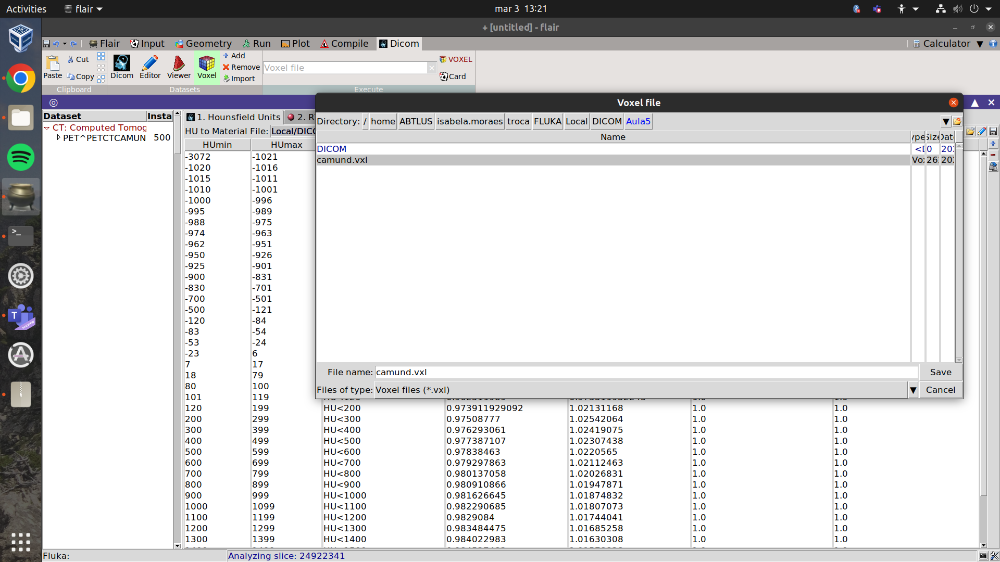 Activities flair mar 3 13:21
+ [untitled] - flair
Flair Input Geometry Run Plot Compile Dicom Calculator
Paste Cut Copy Dicom Editor Viewer Voxel Add Remove Import Voxel file VOXEL Card
Clipboard Datasets Execute
Voxel file
Dataset Insta
CT: Computed Tomog
PET^PETCTCAMUN 500
1. Hounsfield Units 2. R
HU to Material File: Local/DIC
Directory: / home ABTLUS isabela.moraes troca FLUKA Local DICOM Aula5
Name
DICOM <D 0 202
camund.vxl Vo 26 202
File name: camund.vxl Save
Files of type: Voxel files (*.vxl) Cancel
HUmin HUmax
-3072 -1021
-1020 -1016
-1015 -1011
-1010 -1001
-1000 -996
-995 -989
-988 -975
-974 -963
-962 -951
-950 -926
-925 -901
-900 -831
-830 -701
-700 -501
-500 -121
-120 -84
-83 -54
-53 -24
-23 6
7 17
18 79
80 100
101 119
120 199 HU<200 0.973911929092 1.02131168 1.0 1.0
200 299 HU<300 0.97508777 1.02542064 1.0 1.0
300 399 HU<400 0.976293061 1.02419075 1.0 1.0
400 499 HU<500 0.977387107 1.02307438 1.0 1.0
500 599 HU<600 0.97838463 1.0220565 1.0 1.0
600 699 HU<700 0.979297863 1.02112463 1.0 1.0
700 799 HU<800 0.980137058 1.02026831 1.0 1.0
800 899 HU<900 0.980910866 1.01947871 1.0 1.0
900 999 HU<1000 0.981626645 1.01874832 1.0 1.0
1000 1099 HU<1100 0.982290685 1.01807073 1.0 1.0
1100 1199 HU<1200 0.9829084 1.01744041 1.0 1.0
1200 1299 HU<1300 0.983484475 1.01685258 1.0 1.0
1300 1399 HU<1400 0.984022983 1.01630308 1.0 1.0
Fluka: Analyzing slice: 24922341